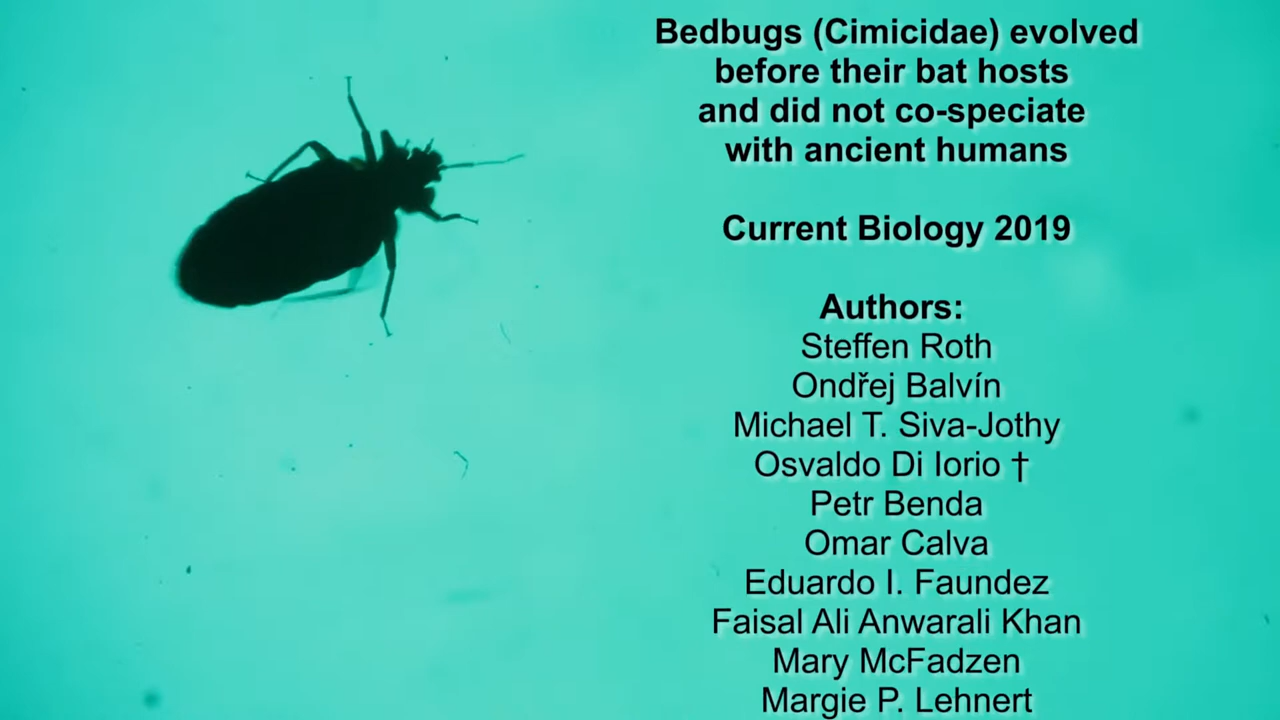 Bedbugs (Cimicidae) evolved
before their bat hosts
and did not co-speciate
with ancient humans
Current Biology 2019
Authors:
Steffen Roth
Ondřej Balvín
Michael T. Siva-Jothy
Osvaldo Di Iorio †
Petr Benda
Omar Calva
Eduardo I. Faundez
Faisal Ali Anwarali Khan
Mary McFadzen
Margie P. Lehnert